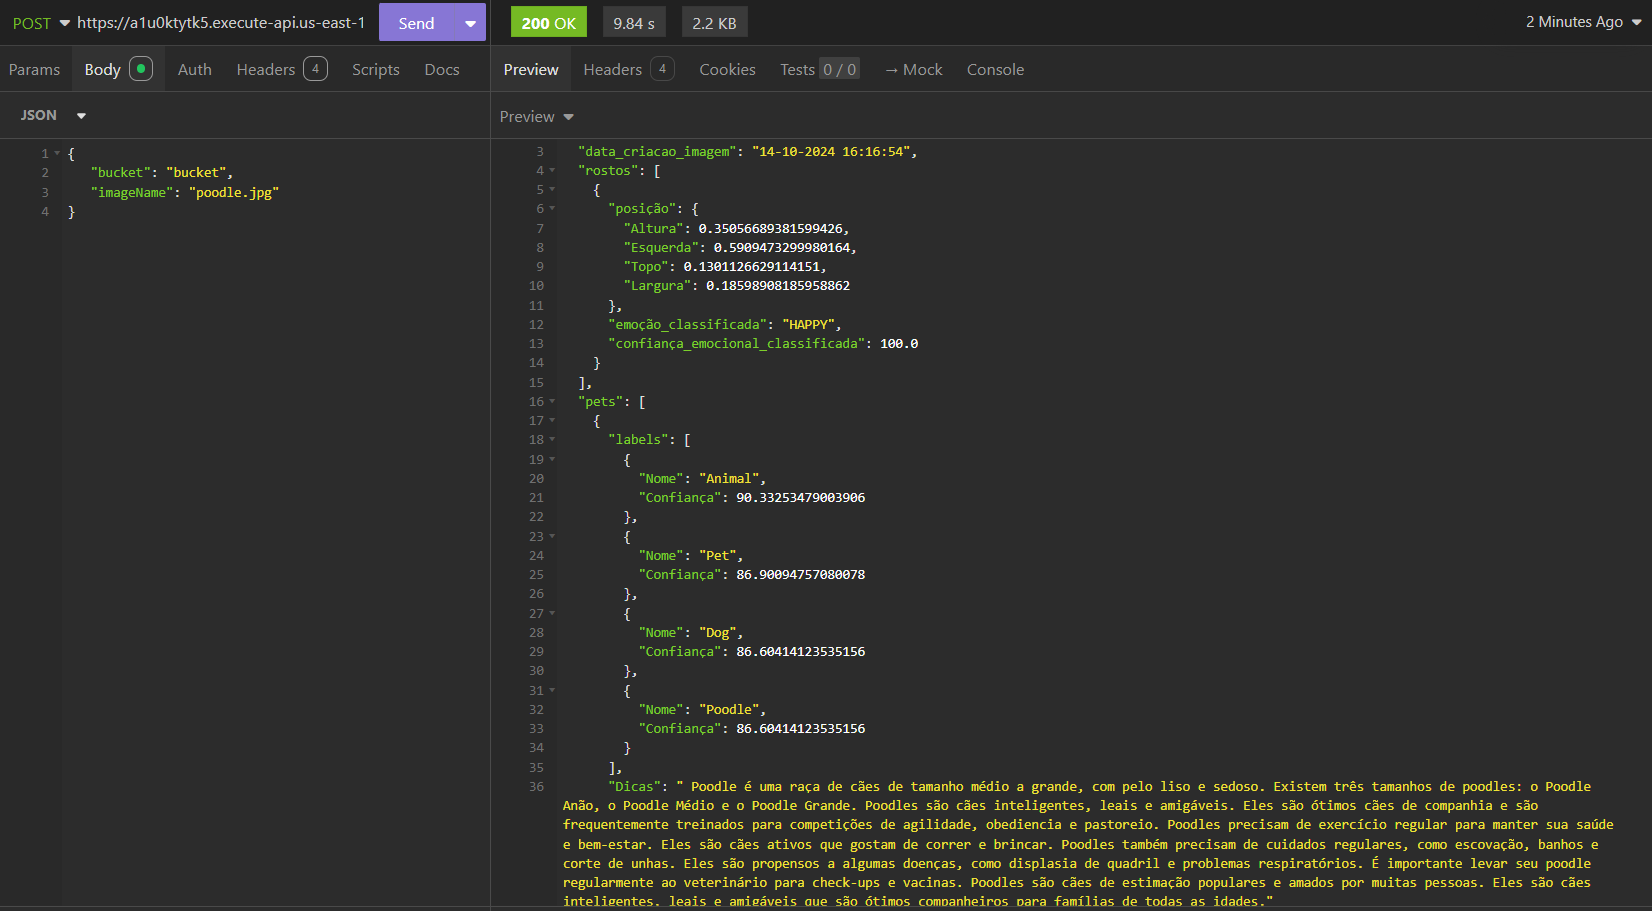 POST https://a1u0ktytk5.execute-api.us-east-1 Send 200 OK 9.84 s 2.2 KB 2 Minutes Ago
Params Body Auth Headers 4 Scripts Docs Preview Headers 4 Cookies Tests 0 / 0 → Mock Console
JSON
Preview
1 {
2 "bucket": "bucket",
3 "imageName": "poodle.jpg"
4 }
3 "data_criacao_imagem": "14-10-2024 16:16:54",
4 "rostos": [
5 {
6 "posição": {
7 "Altura": 0.35056689381599426,
8 "Esquerda": 0.5909473299980164,
9 "Topo": 0.1301126629114151,
10 "Largura": 0.18598908185958862
11 },
12 "emoção_classificada": "HAPPY",
13 "confiança_emocional_classificada": 100.0
14 }
15 ],
16 "pets": [
17 {
18 "labels": [
19 {
20 "Nome": "Animal",
21 "Confiança": 90.33253479003906
22 },
23 {
24 "Nome": "Pet",
25 "Confiança": 86.90094757080078
26 },
27 {
28 "Nome": "Dog",
29 "Confiança": 86.60414123535156
30 },
31 {
32 "Nome": "Poodle",
33 "Confiança": 86.60414123535156
34 }
35 ],
36 "Dicas": " Poodle é uma raça de cães de tamanho médio a grande, com pelo liso e sedoso. Existem três tamanhos de poodles: o Poodle
Anão, o Poodle Médio e o Poodle Grande. Poodles são cães inteligentes, leais e amigáveis. Eles são ótimos cães de companhia e são
frequentemente treinados para competições de agilidade, obediencia e pastoreio. Poodles precisam de exercício regular para manter sua saúde
e bem-estar. Eles são cães ativos que gostam de correr e brincar. Poodles também precisam de cuidados regulares, como escovação, banhos e
corte de unhas. Eles são propensos a algumas doenças, como displasia de quadril e problemas respiratórios. É importante levar seu poodle
regularmente ao veterinário para check-ups e vacinas. Poodles são cães de estimação populares e amados por muitas pessoas. Eles são cães
inteligentes, leais e amigáveis que são ótimos companheiros para famílias de todas as idades."